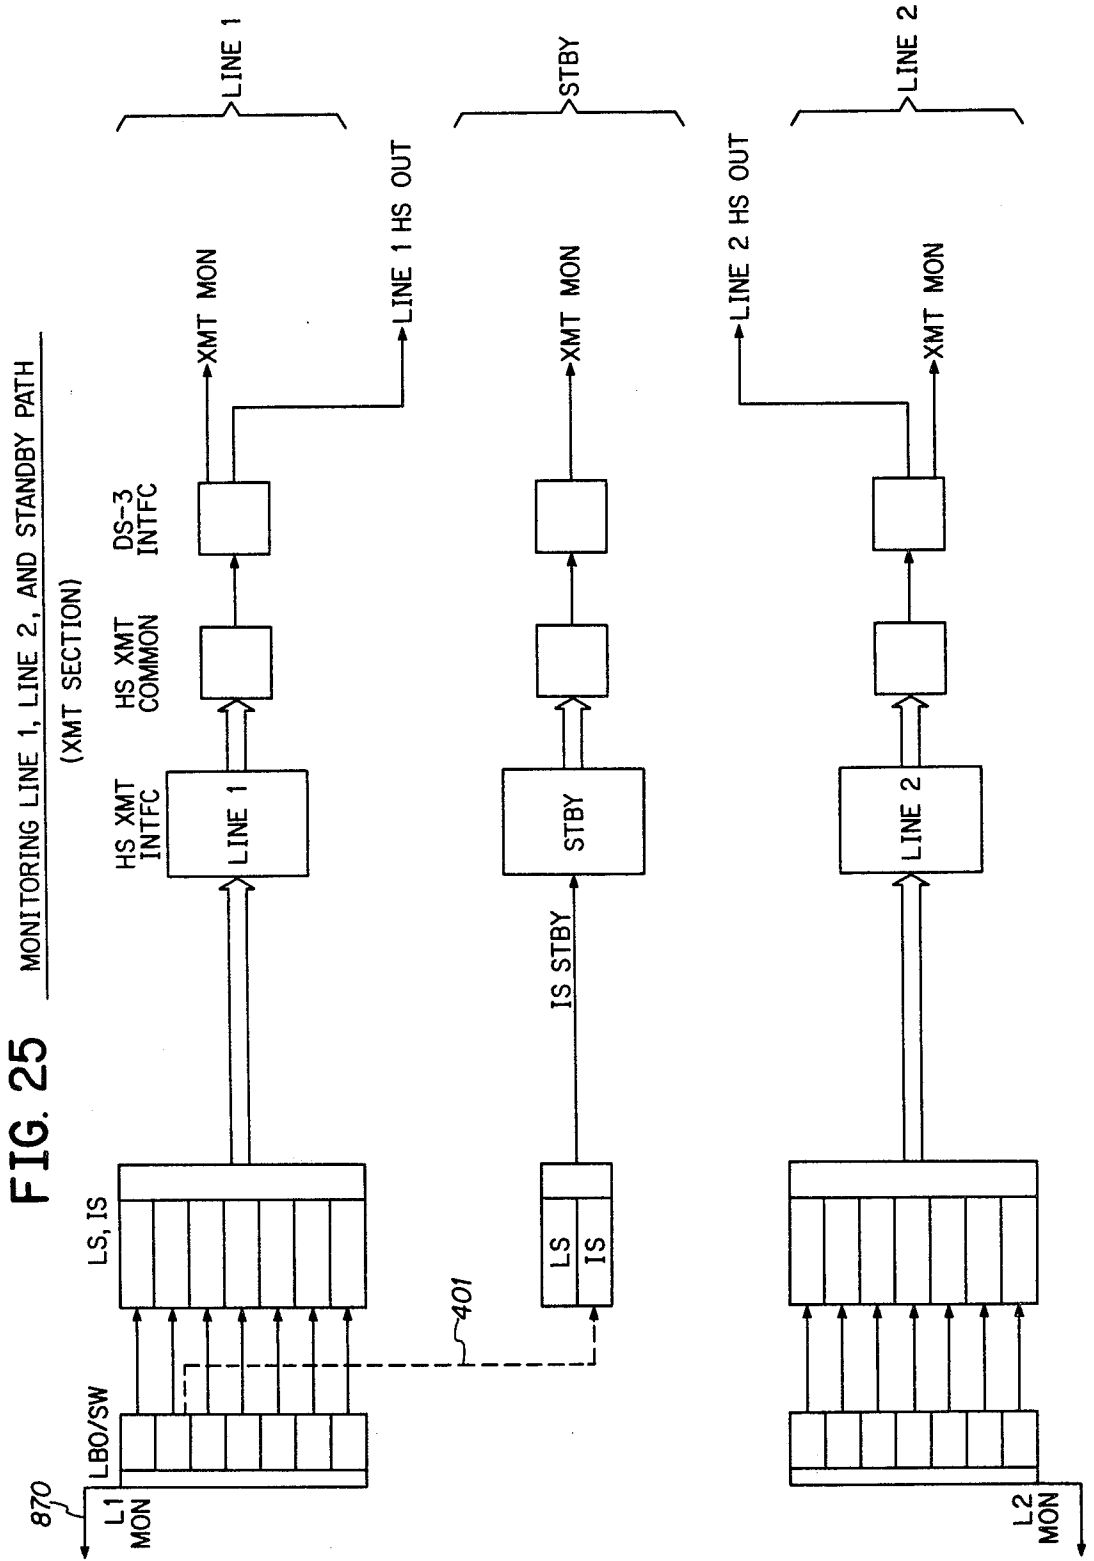 FIG. 25
MONITORING LINE 1, LINE 2, AND STANDBY PATH
(XMT SECTION)
870
L1
MON
LBO/SW
LS, IS
HS XMT
INTFC
HS XMT
COMMON
DS-3
INTFC
LINE 1
XMT MON
LINE 1
LINE 1 HS OUT
401
LS
IS
IS STBY
STBY
XMT MON
STBY
LINE 2 HS OUT
L2
MON
LINE 2
XMT MON
LINE 2